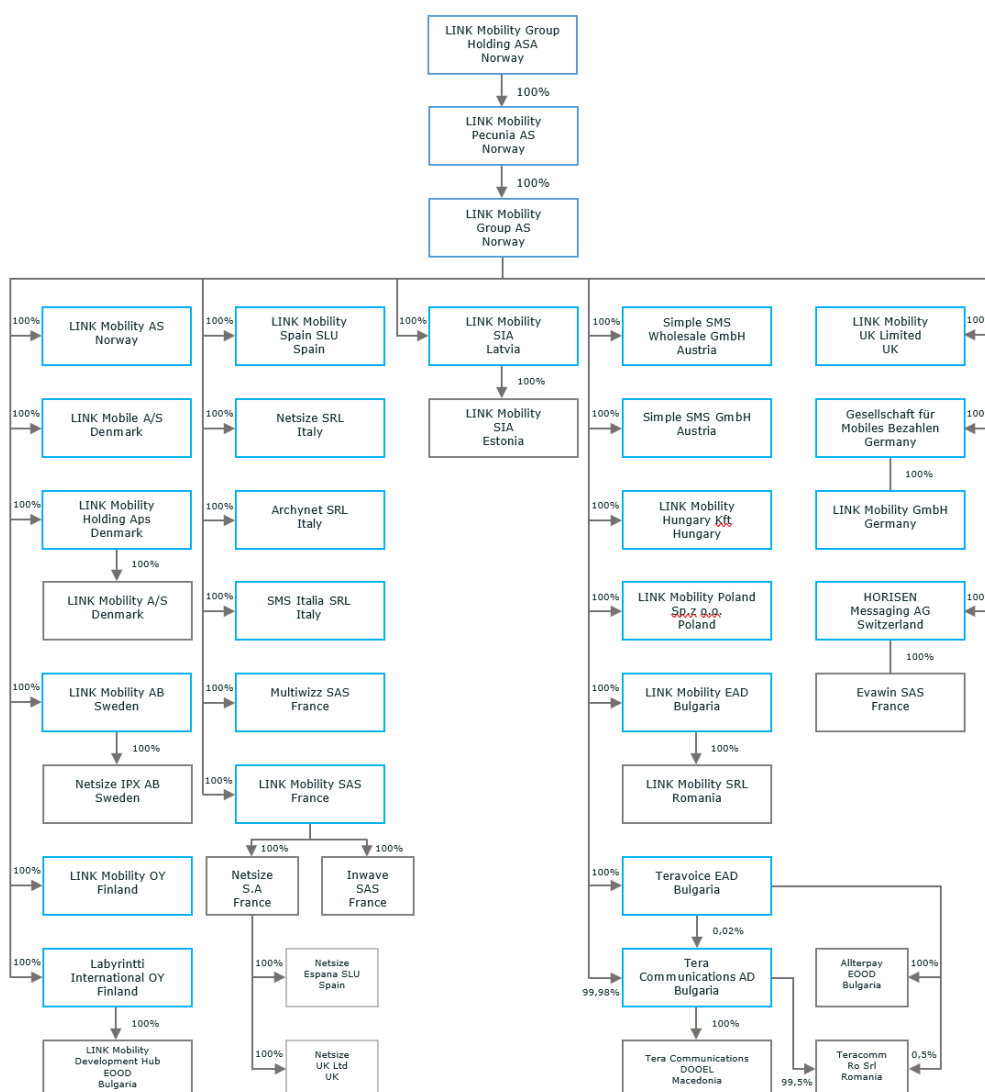 LINK Mobility Group
Holding ASA
Norway
100%
LINK Mobility
Pecunia AS
Norway
100%
LINK Mobility
Group AS
Norway
100%
LINK Mobility AS
Norway
100%
LINK Mobility
Spain SLU
Spain
100%
LINK Mobility
SIA
Latvia
100%
Simple SMS
Wholesale GmbH
Austria
LINK Mobility
UK Limited
UK
100%
100%
100%
LINK Mobile A/S
Denmark
100%
Netsize SRL
Italy
LINK Mobility
SIA
Estonia
100%
Simple SMS GmbH
Austria
Gesellschaft für
Mobiles Bezahlen
Germany
100%
100%
100%
LINK Mobility
Holding Aps
Denmark
100%
Archynet SRL
Italy
100%
LINK Mobility
Hungary Kft
Hungary
LINK Mobility GmbH
Germany
100%
LINK Mobility A/S
Denmark
100%
SMS Italia SRL
Italy
100%
LINK Mobility Poland
Sp.z o.o.
Poland
HORISEN
Messaging AG
Switzerland
100%
100%
100%
LINK Mobility AB
Sweden
100%
Multiwizz SAS
France
100%
LINK Mobility EAD
Bulgaria
Evawin SAS
France
100%
100%
Netsize IPX AB
Sweden
100%
LINK Mobility SAS
France
LINK Mobility SRL
Romania
100%
100%
100%
LINK Mobility OY
Finland
Netsize
S.A
France
Inwave
SAS
France
100%
Teravoice EAD
Bulgaria
0,02%
100%
Labyrintti
International OY
Finland
100%
Netsize
Espana SLU
Spain
99,98%
Tera
Communications AD
Bulgaria
Allterpay
EOOD
Bulgaria
100%
100%
100%
LINK Mobility
Development Hub
EOOD
Bulgaria
100%
Netsize
UK Ltd
UK
Tera Communications
DOOEL
Macedonia
99,5%
Teracomm
Ro Srl
Romania
0,5%